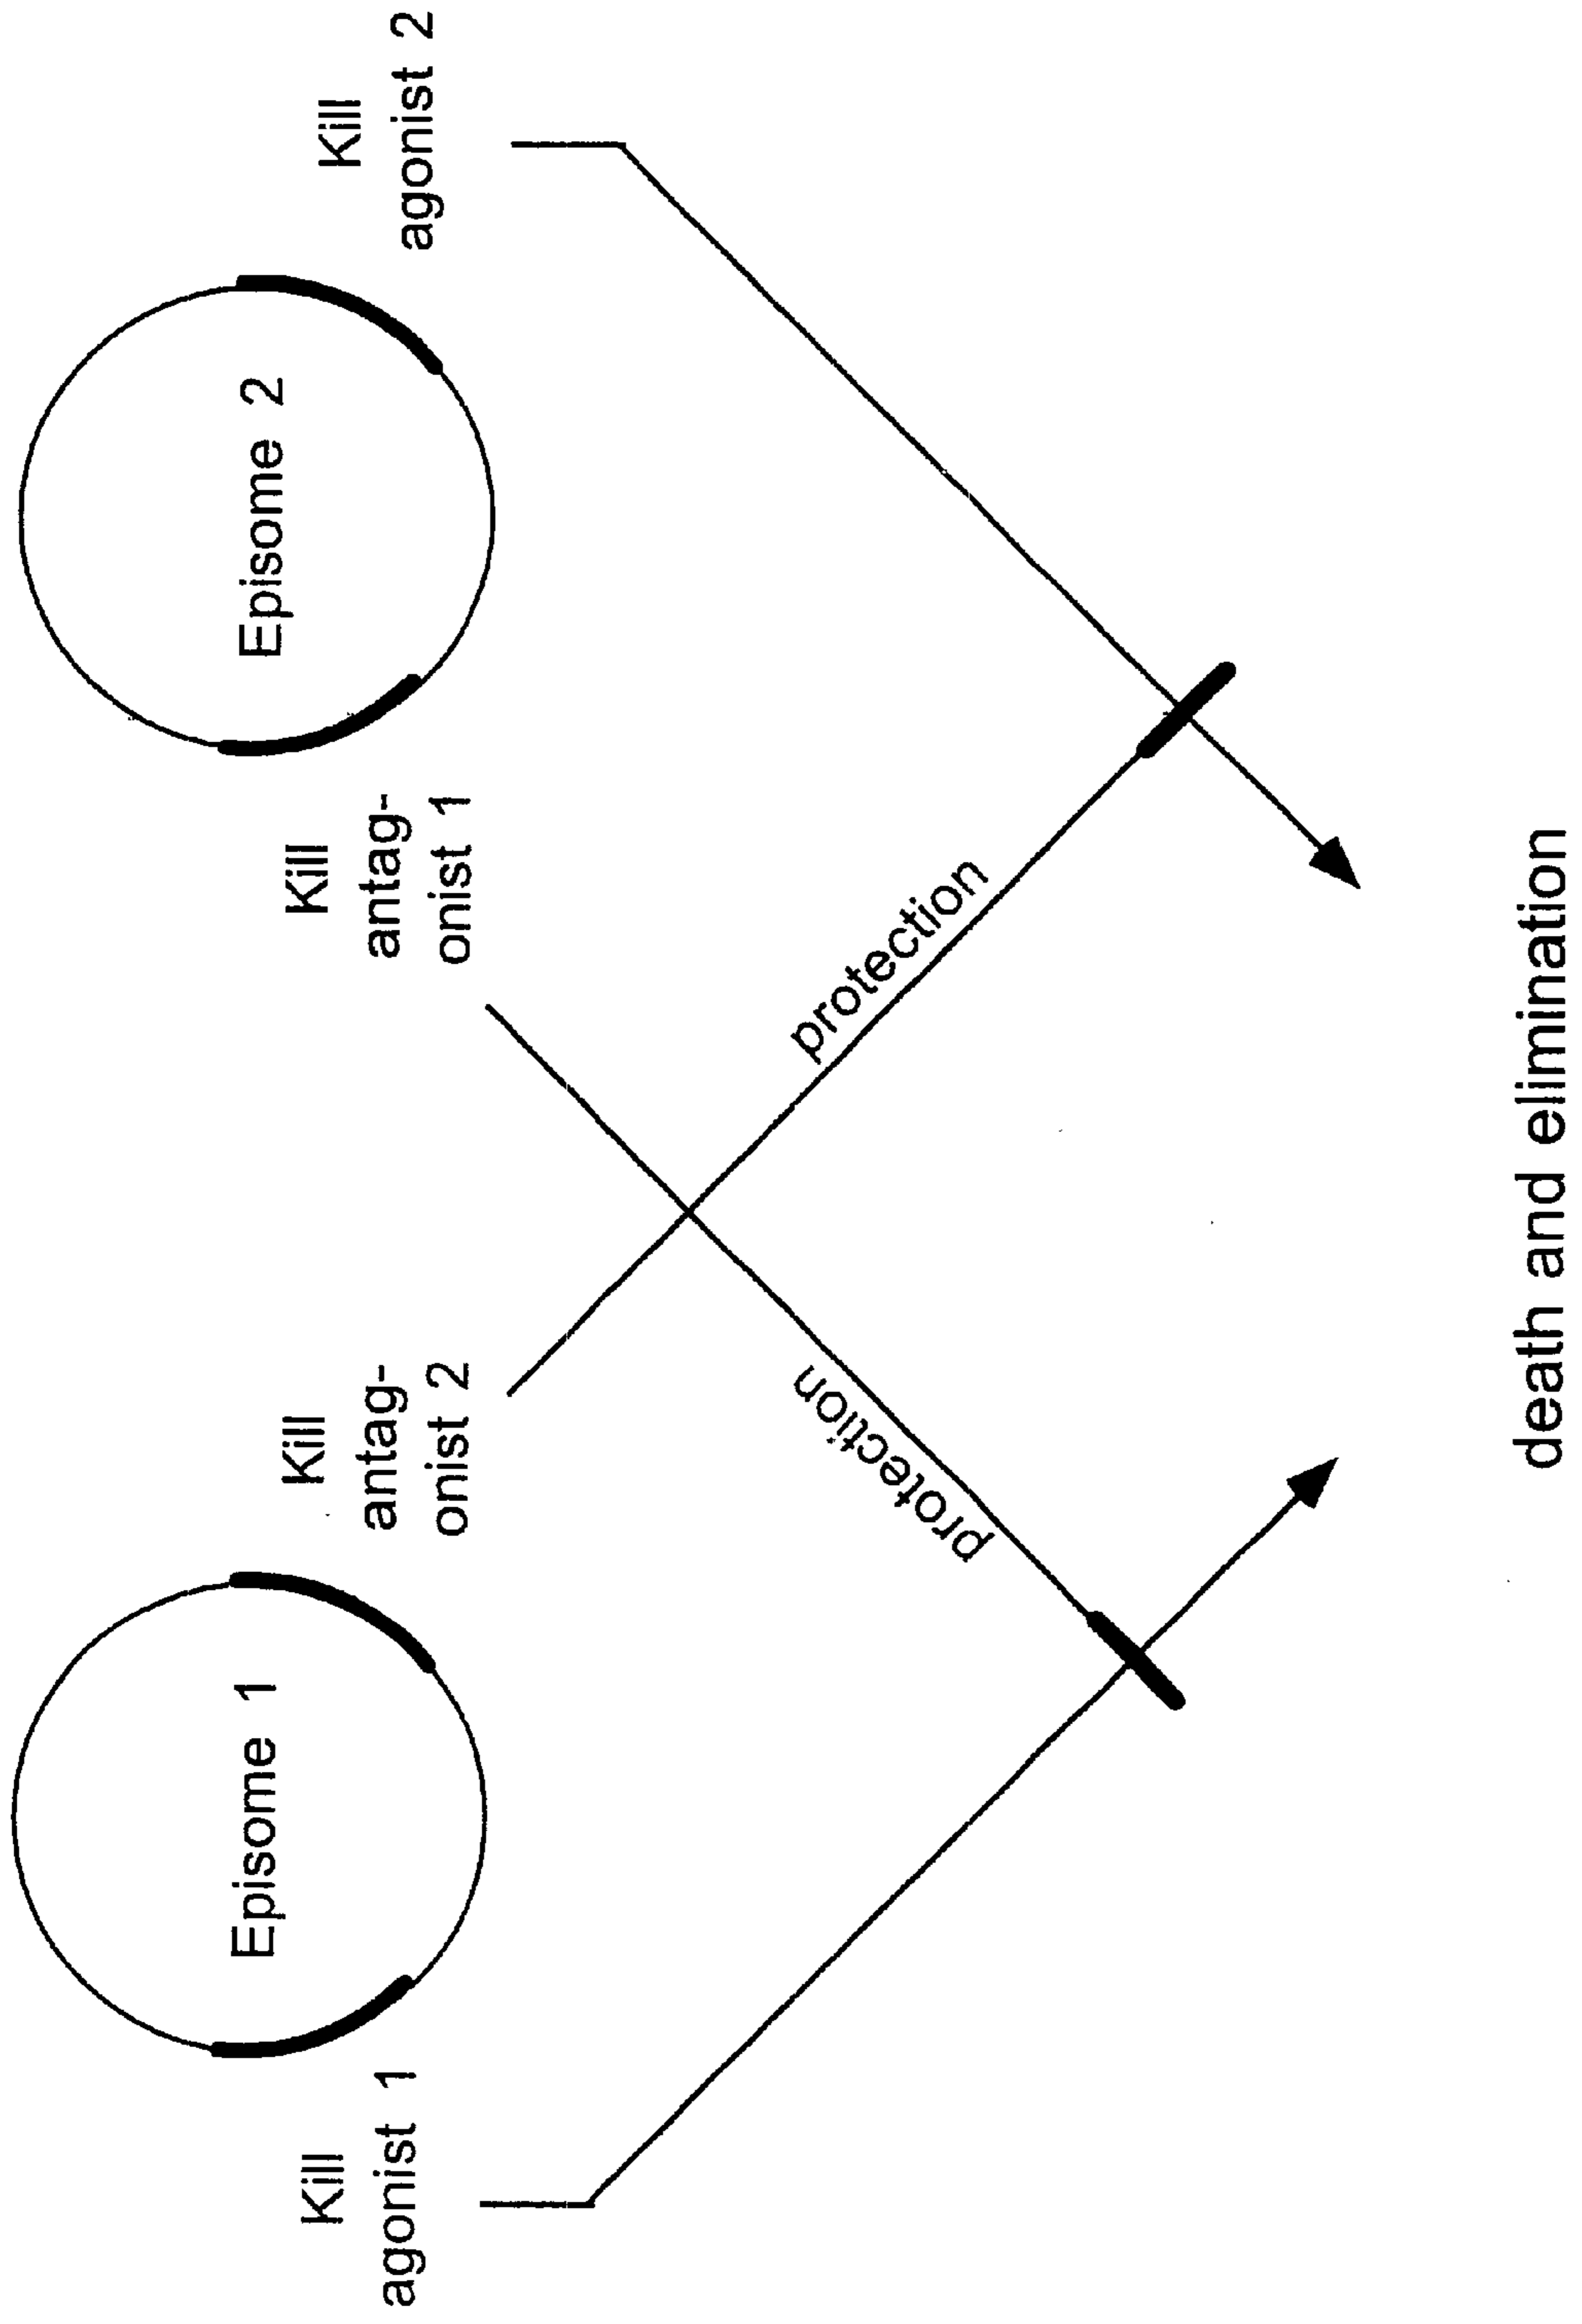 Episome 1
Episome 2
Kill
agonist 1
Kill
antag-
onist 2
Kill
antag-
onist 1
Kill
agonist 2
protection
protection
death and elimination